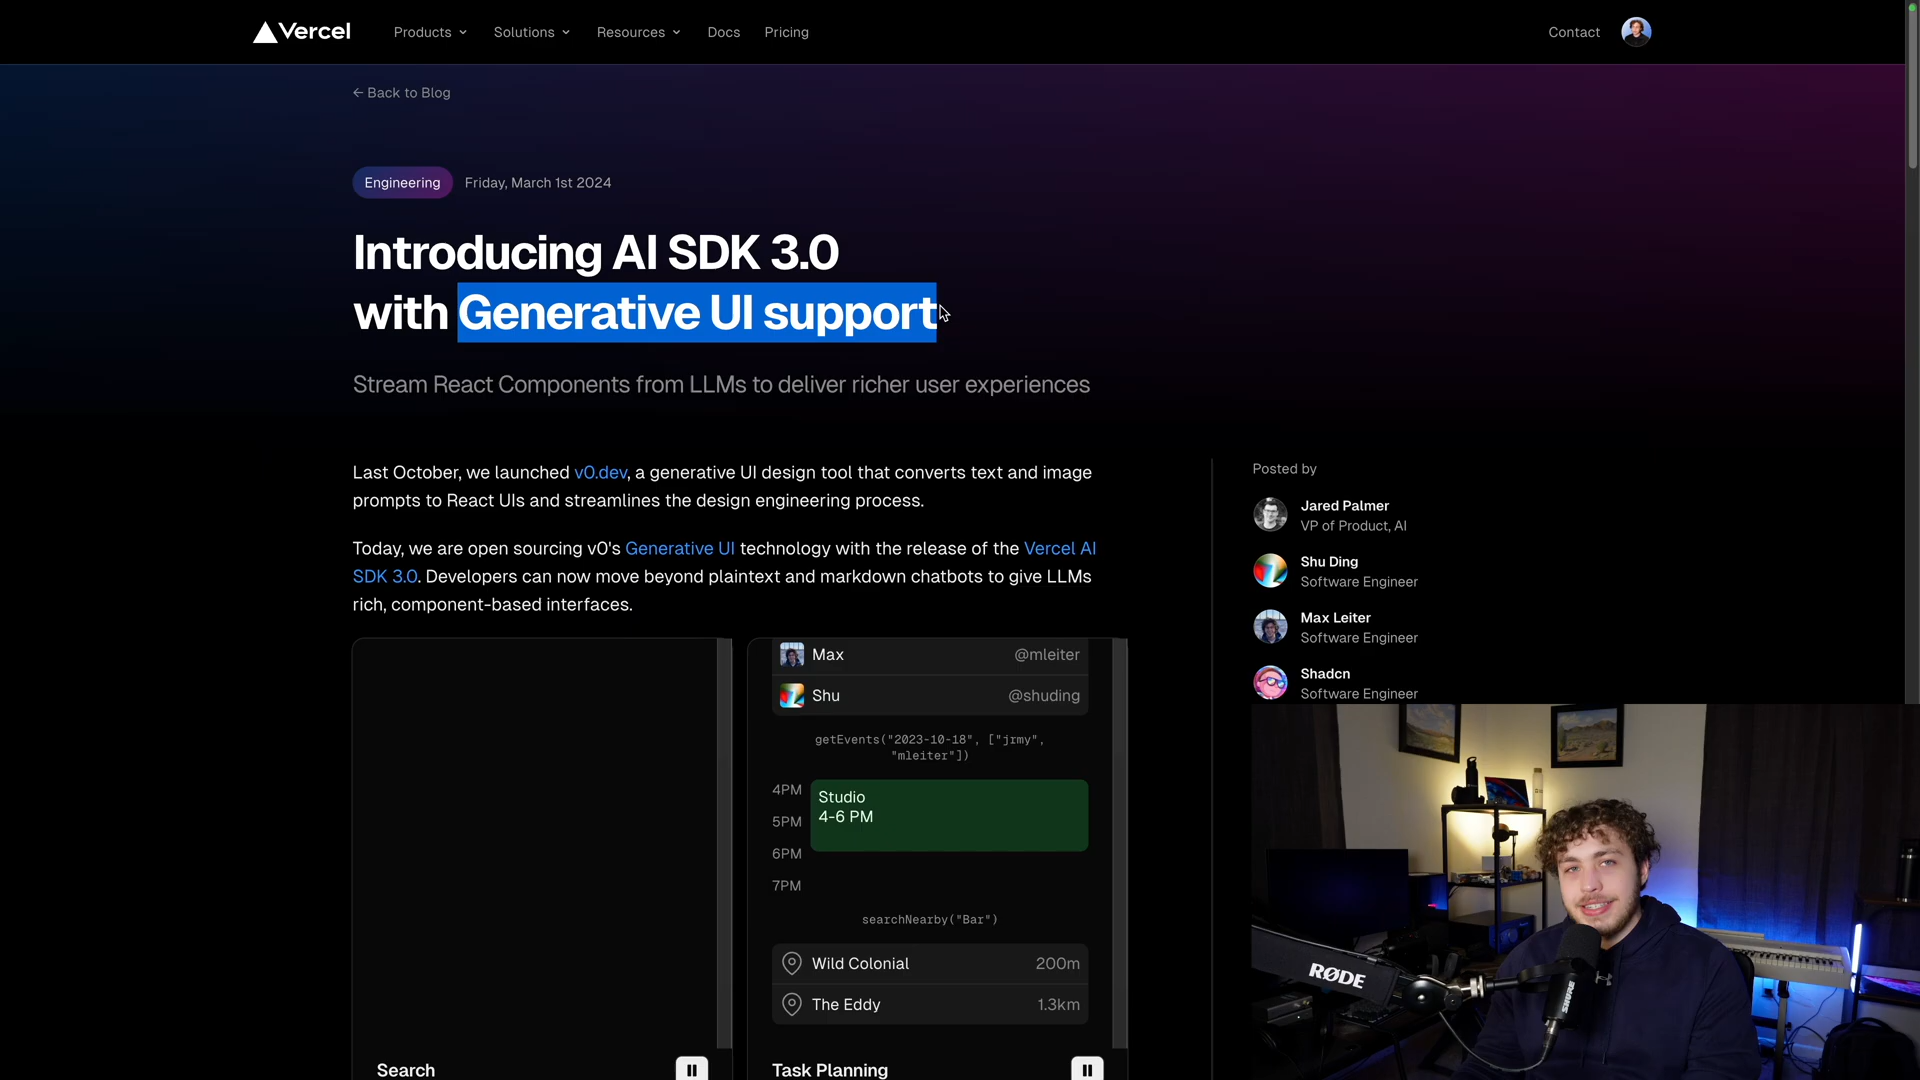 Vercel
Products
Solutions
Resources
Docs
Pricing
Contact
← Back to Blog
Engineering
Friday, March 1st 2024
Introducing AI SDK 3.0
with Generative UI support
Stream React Components from LLMs to deliver richer user experiences
Last October, we launched v0.dev, a generative UI design tool that converts text and image
prompts to React UIs and streamlines the design engineering process.
Today, we are open sourcing v0's Generative UI technology with the release of the Vercel AI
SDK 3.0. Developers can now move beyond plaintext and markdown chatbots to give LLMs
rich, component-based interfaces.
Posted by
Jared Palmer
VP of Product, AI
Shu Ding
Software Engineer
Max Leiter
Software Engineer
Shadcn
Software Engineer
Max @mleiter
Shu @shuding
getEvents("2023-10-18", ["jrmy",
"mleiter"])
4PM
5PM
6PM
7PM
Studio
4-6 PM
searchNearby("Bar")
Wild Colonial 200m
The Eddy 1.3km
Search
Task Planning
RØDE
SHURE